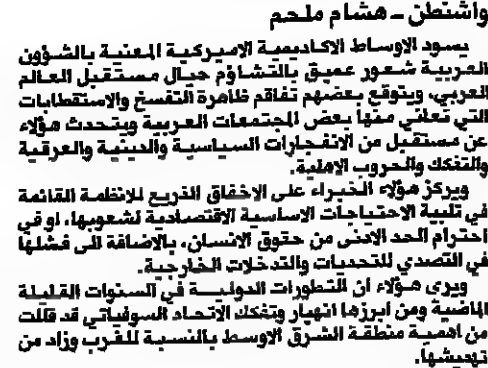 واشنطن ـ هشام ملحم
يسود الاوساط الاكاديمية الاميركية المعنية بالشؤون
العربية شعور عميق بالتشاؤم حيال مستقبل العالم
العربي، ويتوقع بعضهم تفاقم ظاهرة التفسخ والاستقطابات
التي تعاني منها بعض المجتمعات العربية ويتحدث هؤلاء
عن مستقبل من الانفجارات السياسية والدينية والعرقية
والتفكك والحروب الاهلية.
ويركز هؤلاء الخبراء على الاخفاق الذريع للانظمة القائمة
في تلبية الاحتياجات الاساسية الاقتصادية لشعوبها، او في
احترام الحد الادنى من حقوق الانسان، بالاضافة الى فشلها
في التصدي للتحديات والتدخلات الخارجية.
ويرى هؤلاء ان التطورات الدولية في السنوات القليلة
الماضية ومن ابرزها انهيار وتفكك الاتحاد السوفياتي قد قللت
من اهمية منطقة الشرق الاوسط بالنسبة للغرب وزاد من
تهميشها.